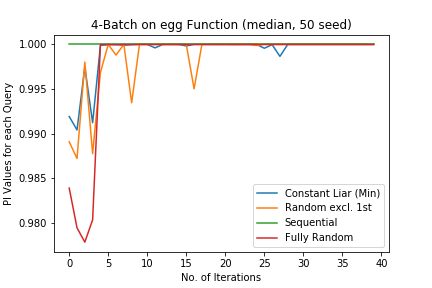 4-Batch on egg Function (median, 50 seed)
PI Values for each Query
1.000
0.995
0.990
0.985
0.980
Constant Liar (Min)
Random excl. 1st
Sequential
Fully Random
0 5 10 15 20 25 30 35 40
No. of Iterations